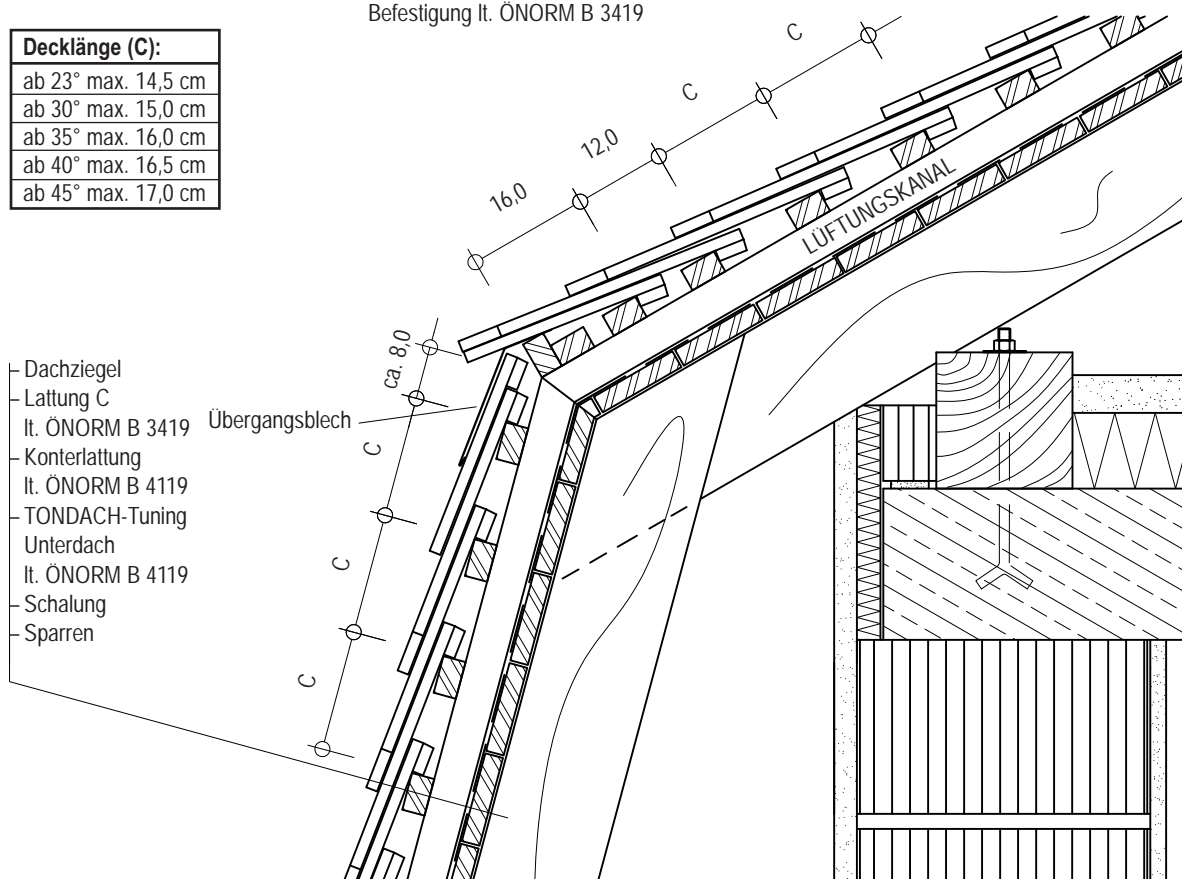 Befestigung lt. ÖNORM B 3419
Decklänge (C):
ab 23° max. 14,5 cm
ab 30° max. 15,0 cm
ab 35° max. 16,0 cm
ab 40° max. 16,5 cm
ab 45° max. 17,0 cm
C
C
12,0
16,0
LÜFTUNGSKANAL
ca. 8,0
Dachziegel
Lattung C
lt. ÖNORM B 3419
Konterlattung
lt. ÖNORM B 4119
TONDACH-Tuning
Unterdach
lt. ÖNORM B 4119
Schalung
Sparren
Übergangsblech
C
C
C